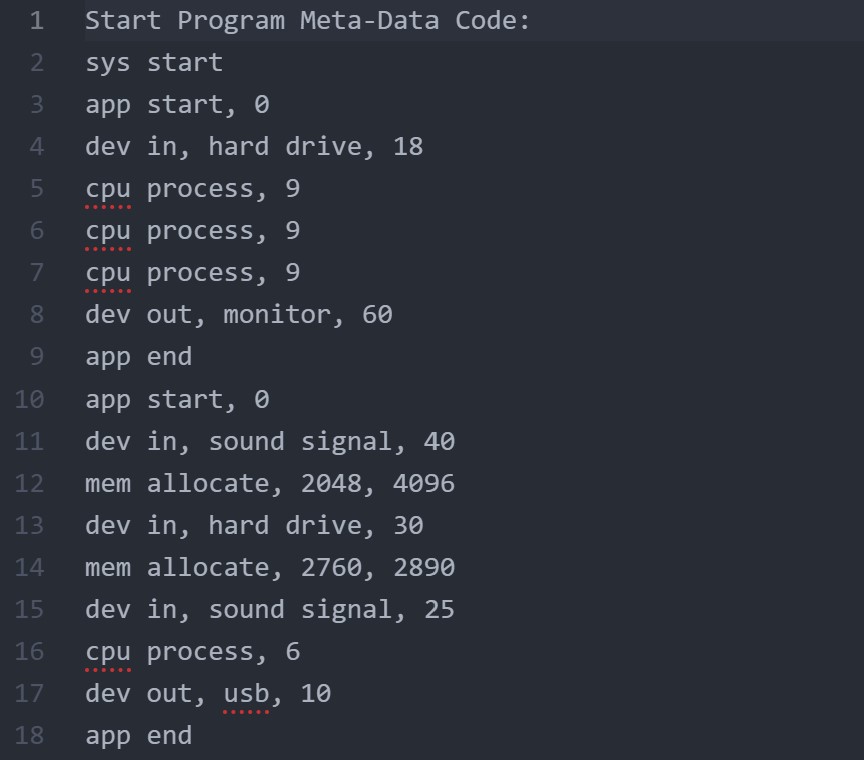 1 Start Program Meta-Data Code:
2 sys start
3 app start, 0
4 dev in, hard drive, 18
5 cpu process, 9
6 cpu process, 9
7 cpu process, 9
8 dev out, monitor, 60
9 app end
10 app start, 0
11 dev in, sound signal, 40
12 mem allocate, 2048, 4096
13 dev in, hard drive, 30
14 mem allocate, 2760, 2890
15 dev in, sound signal, 25
16 cpu process, 6
17 dev out, usb, 10
18 app end